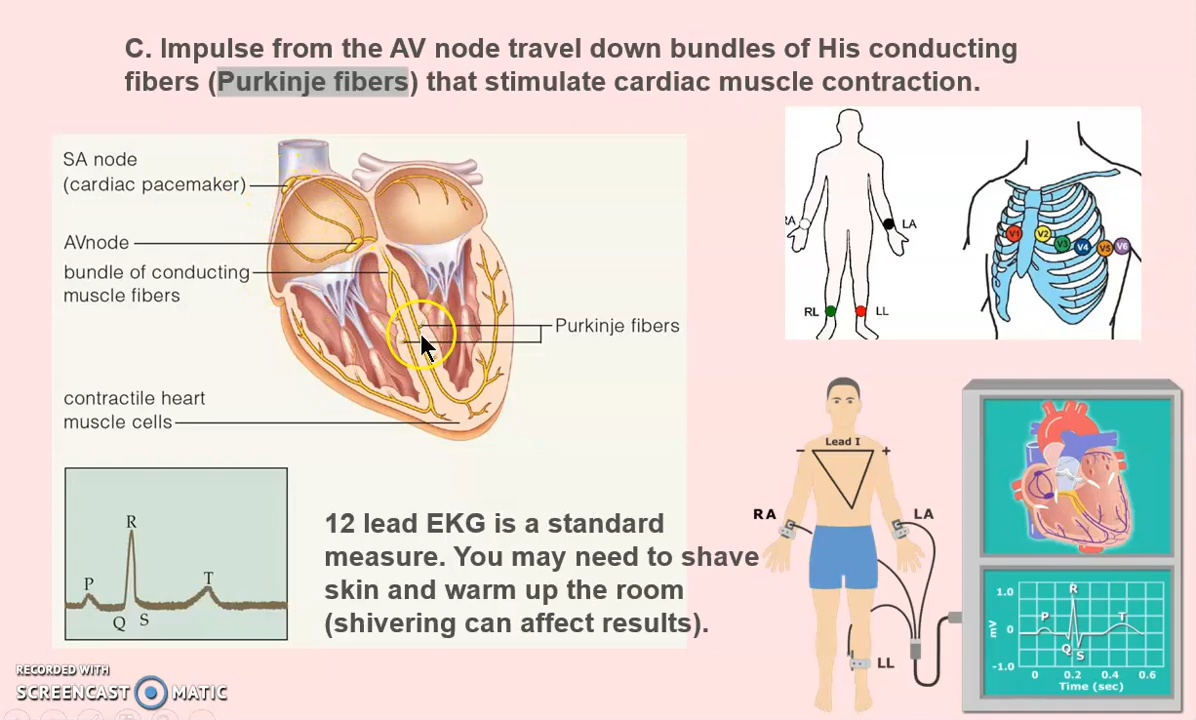 C. Impulse from the AV node travel down bundles of His conducting
fibers (Purkinje fibers) that stimulate cardiac muscle contraction.
SA node
(cardiac pacemaker)
AVnode
bundle of conducting
muscle fibers
Purkinje fibers
contractile heart
muscle cells
RA
LA
RL
LL
V1
V2
V3
V4
V5
V6
R
P
T
Q
S
12 lead EKG is a standard
measure. You may need to shave
skin and warm up the room
(shivering can affect results).
Lead I
- +
RA
LA
LL
1.0
0
-1.0
mV
R
P
T
Q
S
0 0.2 0.4 0.6
Time (sec)
RECORDED WITH
SCREENCAST MATIC